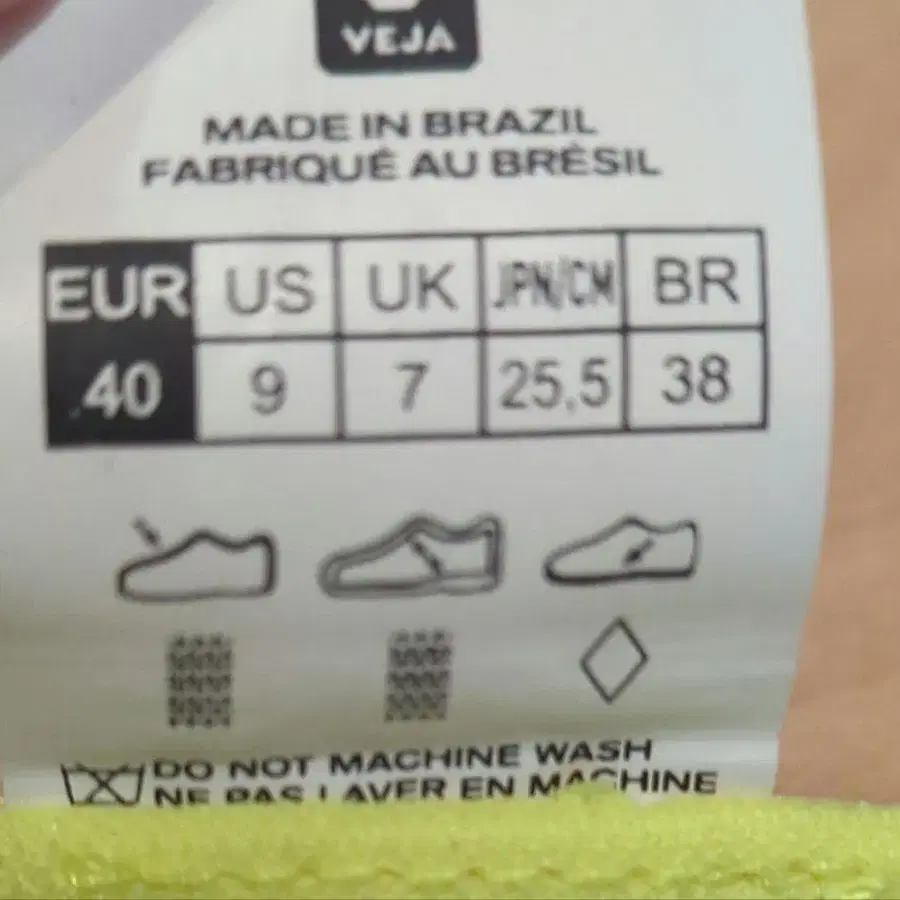 VEJA
MADE IN BRAZIL
FABRIQUÉ AU BRÉSIL
EUR US UK JPN/CM BR
40 9 7 25,5 38
DO NOT MACHINE WASH
NE PAS LAVER EN MACHINE